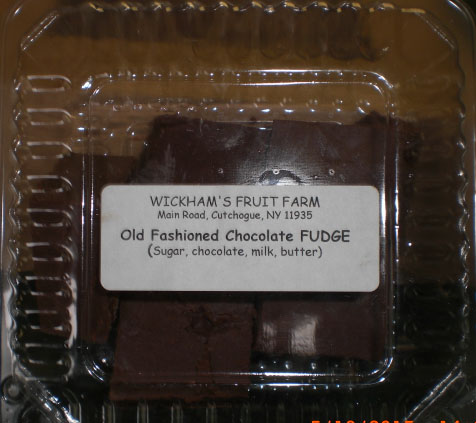 WICKHAM'S FRUIT FARM
Main Road, Cutchogue, NY 11935
Old Fashioned Chocolate FUDGE
(Sugar, chocolate, milk, butter)